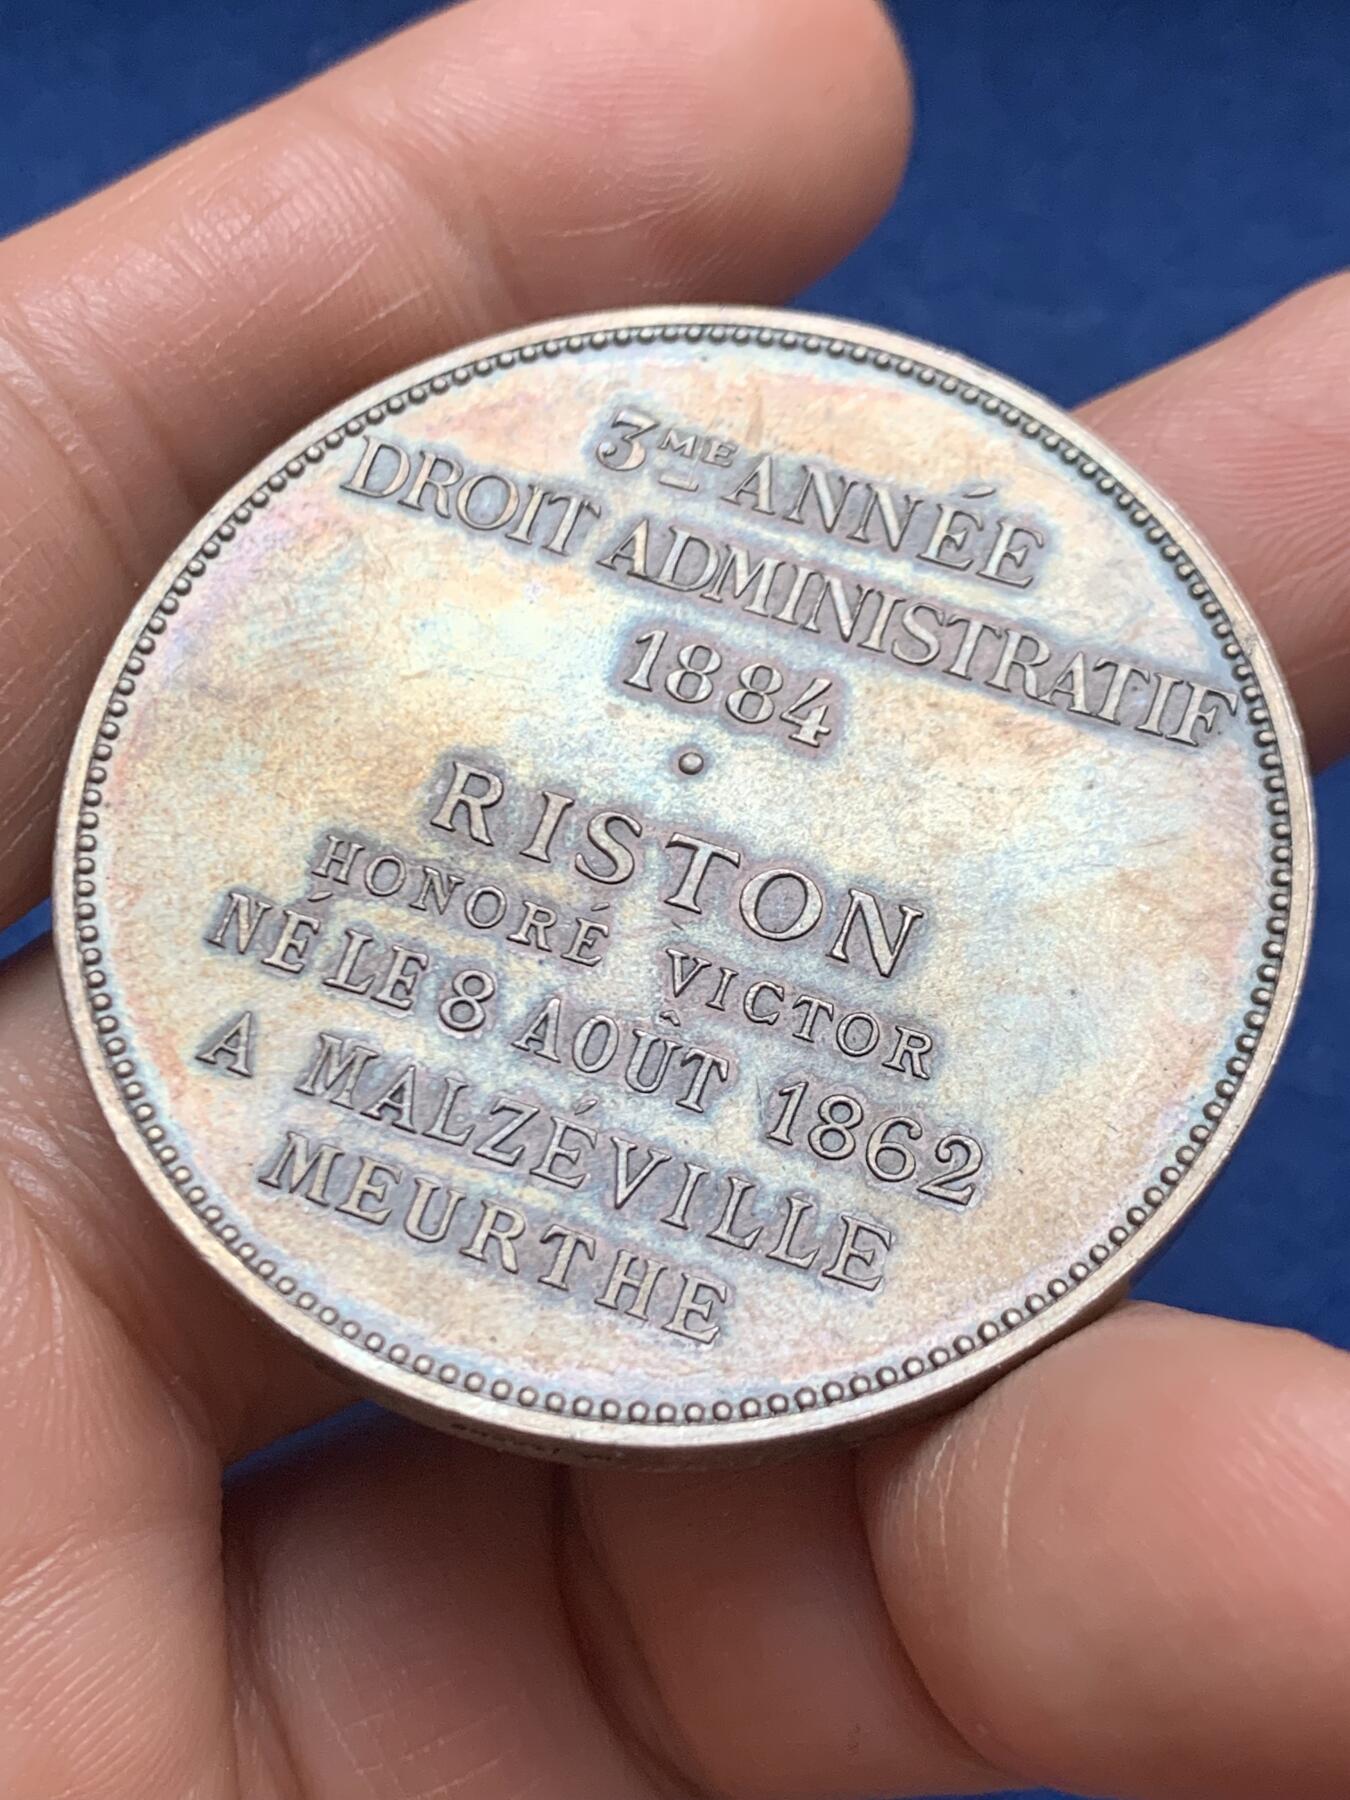 3ME ANNÉE
DROIT ADMINISTRATIF
1884
RISTON
HONORÉ VICTOR
NÉ LE 8 AOÛT 1862
A MALZÉVILLE
MEURTHE